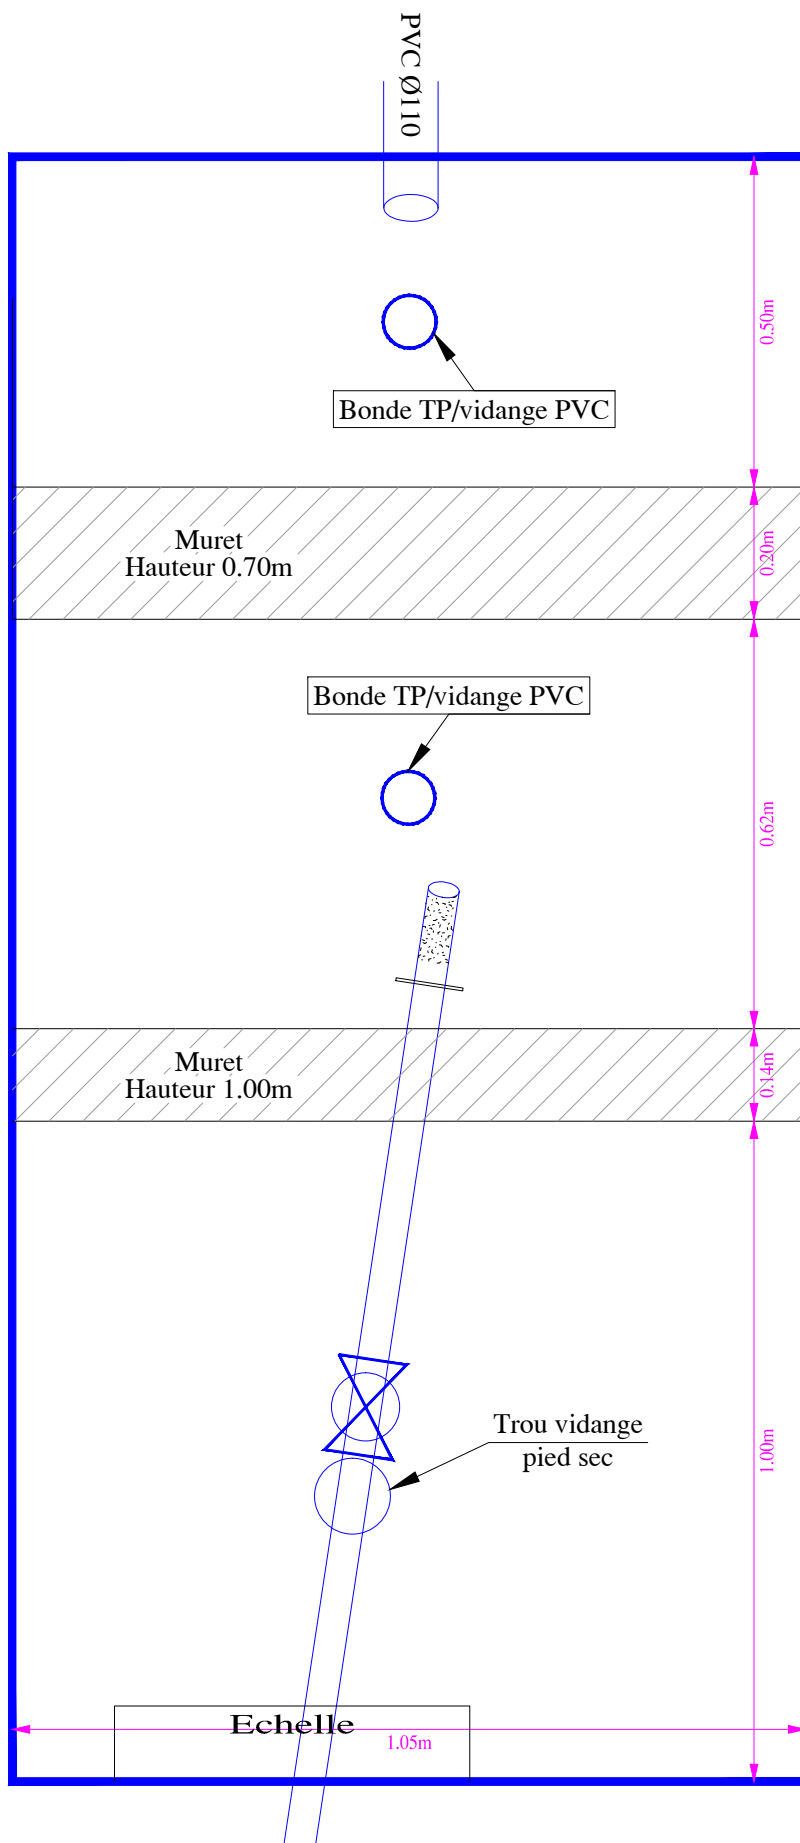 PVC Ø110
0.50m
Bonde TP/vidange PVC
Muret
Hauteur 0.70m
0.20m
Bonde TP/vidange PVC
0.62m
Muret
Hauteur 1.00m
0.14m
Trou vidange
pied sec
1.00m
Echelle
1.05m